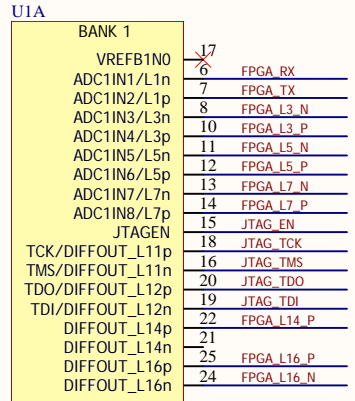 U1A
BANK 1
VREFB1N0 17
ADC1IN1/L1n 6 FPGA_RX
ADC1IN2/L1p 7 FPGA_TX
ADC1IN3/L3n 8 FPGA_L3_N
ADC1IN4/L3p 10 FPGA_L3_P
ADC1IN5/L5n 11 FPGA_L5_N
ADC1IN6/L5p 12 FPGA_L5_P
ADC1IN7/L7n 13 FPGA_L7_N
ADC1IN8/L7p 14 FPGA_L7_P
JTAGEN 15 JTAG_EN
TCK/DIFFOUT_L11p 18 JTAG_TCK
TMS/DIFFOUT_L11n 16 JTAG_TMS
TDO/DIFFOUT_L12p 20 JTAG_TDO
TDI/DIFFOUT_L12n 19 JTAG_TDI
DIFFOUT_L14p 22 FPGA_L14_P
DIFFOUT_L14n 21
DIFFOUT_L16p 25 FPGA_L16_P
DIFFOUT_L16n 24 FPGA_L16_N